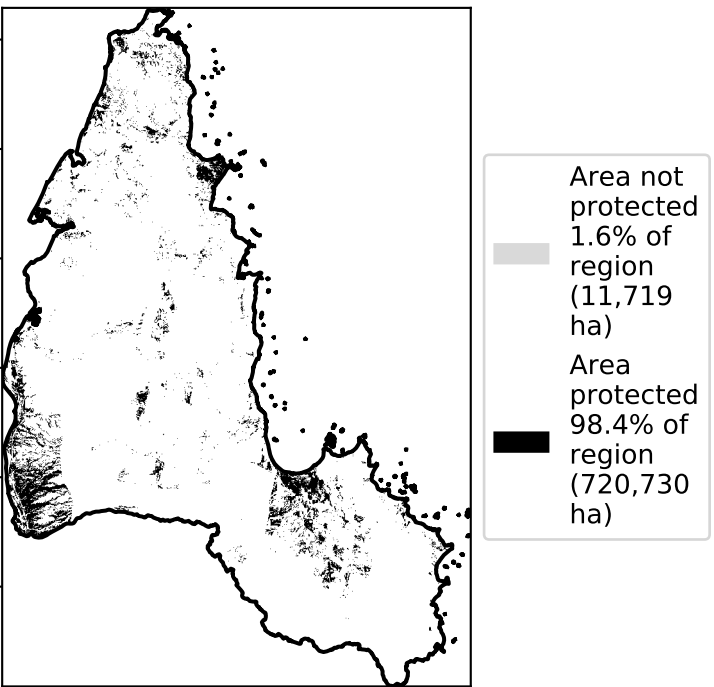 Area not
protected
1.6% of
region
(11,719
ha)
Area
protected
98.4% of
region
(720,730
ha)